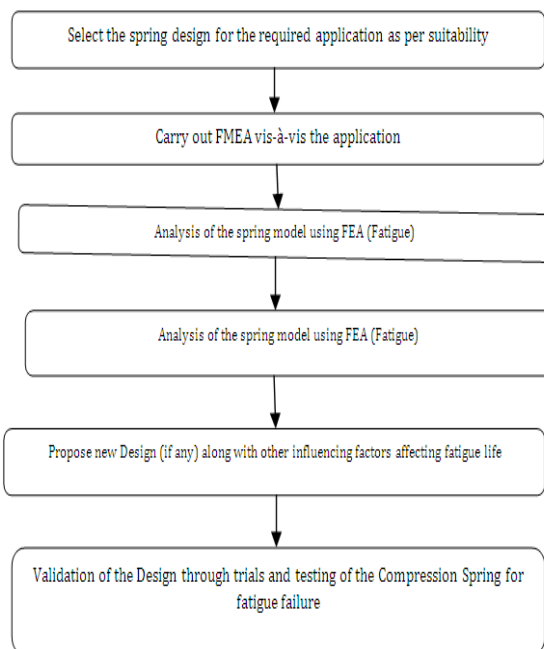 Select the spring design for the required application as per suitability
Carry out FMEA vis-à-vis the application
Analysis of the spring model using FEA (Fatigue)
Analysis of the spring model using FEA (Fatigue)
Propose new Design (if any) along with other influencing factors affecting fatigue life
Validation of the Design through trials and testing of the Compression Spring for
fatigue failure